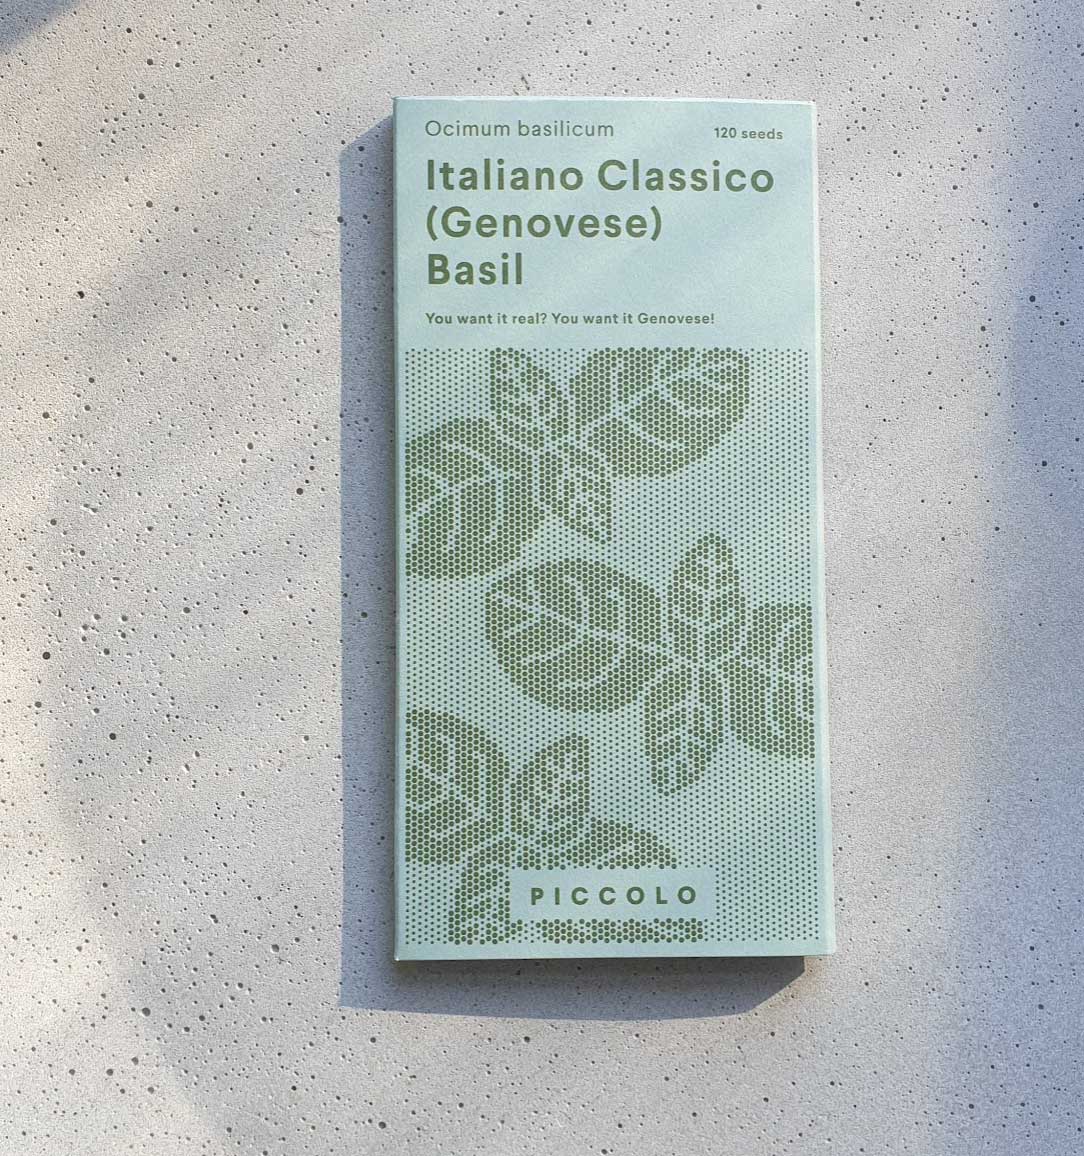 Ocimum basilicum
120 seeds
Italiano Classico
(Genovese)
Basil
You want it real? You want it Genovese!
PICCOLO